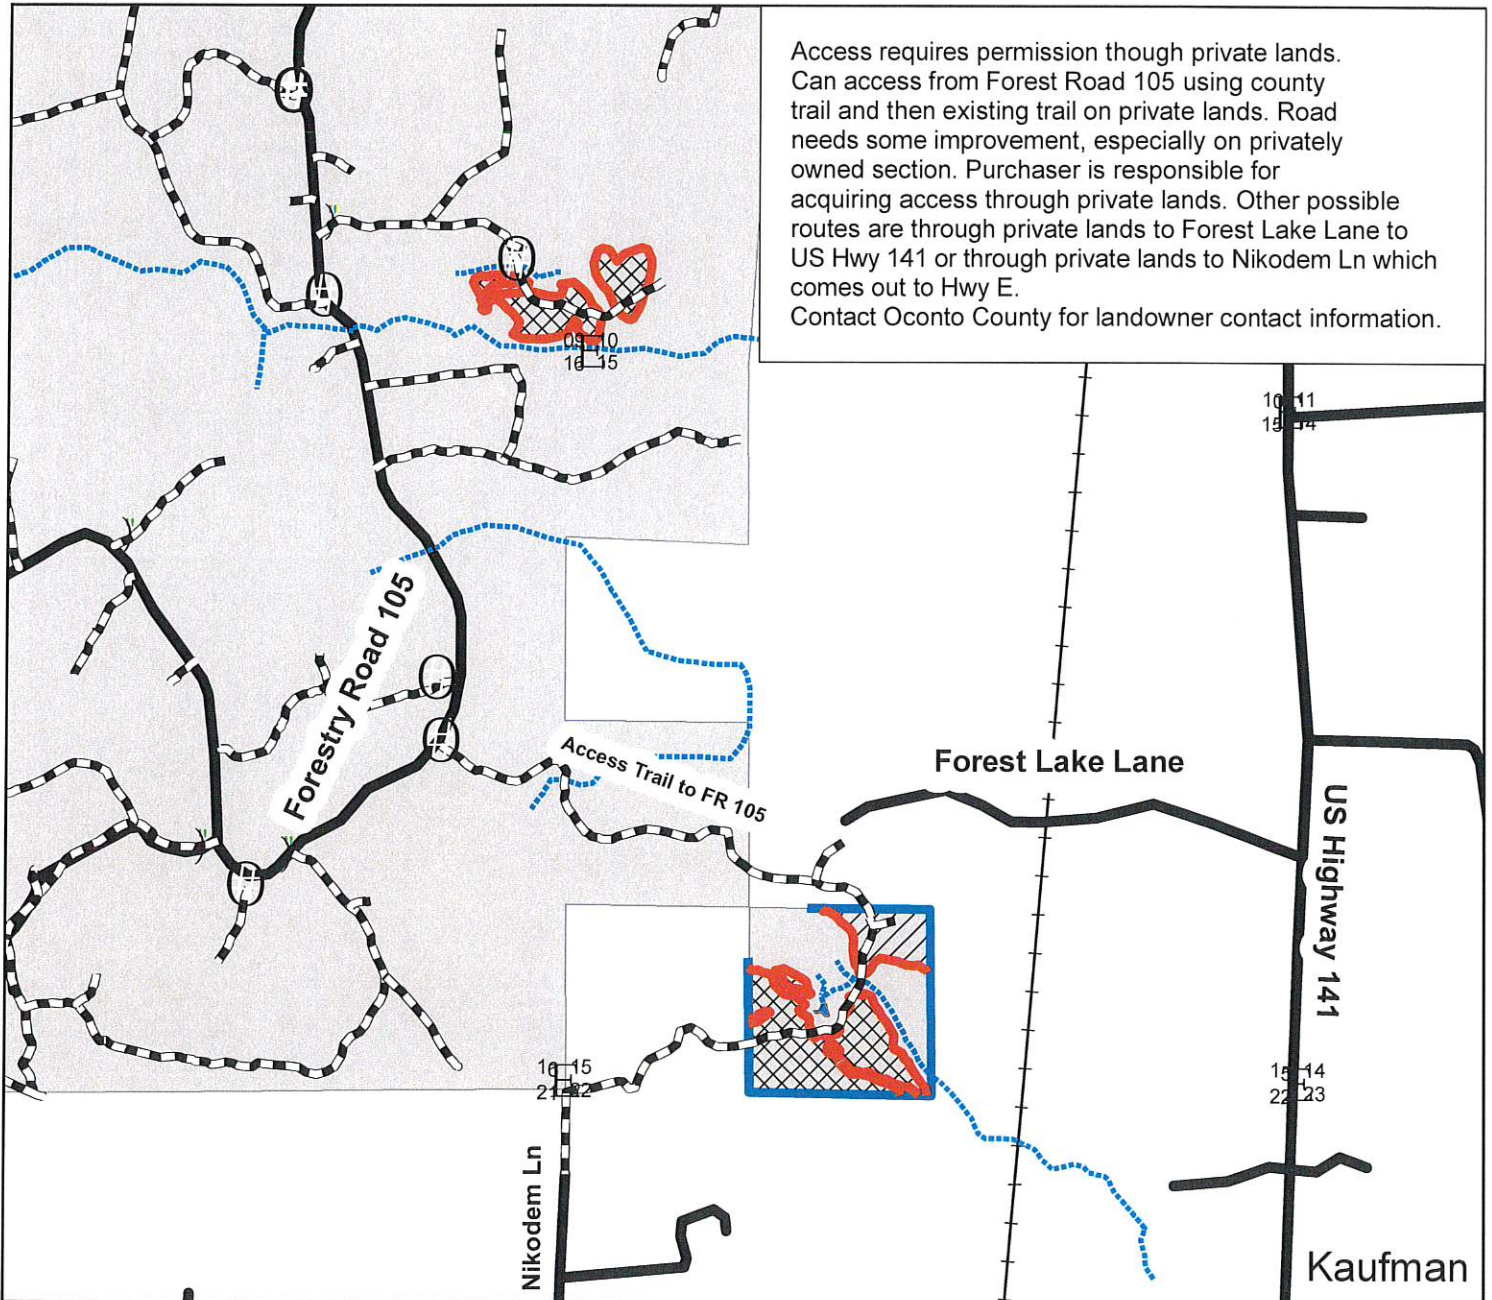 Access requires permission though private lands.
Can access from Forest Road 105 using county
trail and then existing trail on private lands. Road
needs some improvement, especially on privately
owned section. Purchaser is responsible for
acquiring access through private lands. Other possible
routes are through private lands to Forest Lake Lane to
US Hwy 141 or through private lands to Nikodem Ln which
comes out to Hwy E.
Contact Oconto County for landowner contact information.
09 10
16 15
10 11
15 14
Forestry Road 105
Access Trail to FR 105
Forest Lake Lane
US Highway 141
16 15
21 22
15 14
22 23
Nikodem Ln
Kaufman